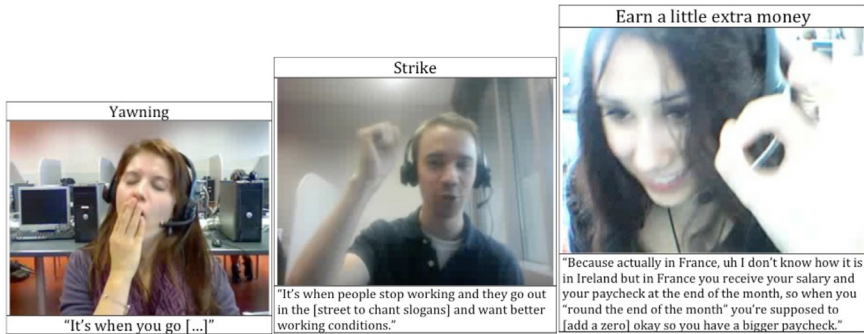 Yawning
"It's when you go […]"
Strike
"It's when people stop working and they go out
in the [street to chant slogans] and want better
working conditions."
Earn a little extra money
"Because actually in France, uh I don't know how it is
in Ireland but in France you receive your salary and
your paycheck at the end of the month, so when you
"round the end of the month" you're supposed to
[add a zero] okay so you have a bigger paycheck."